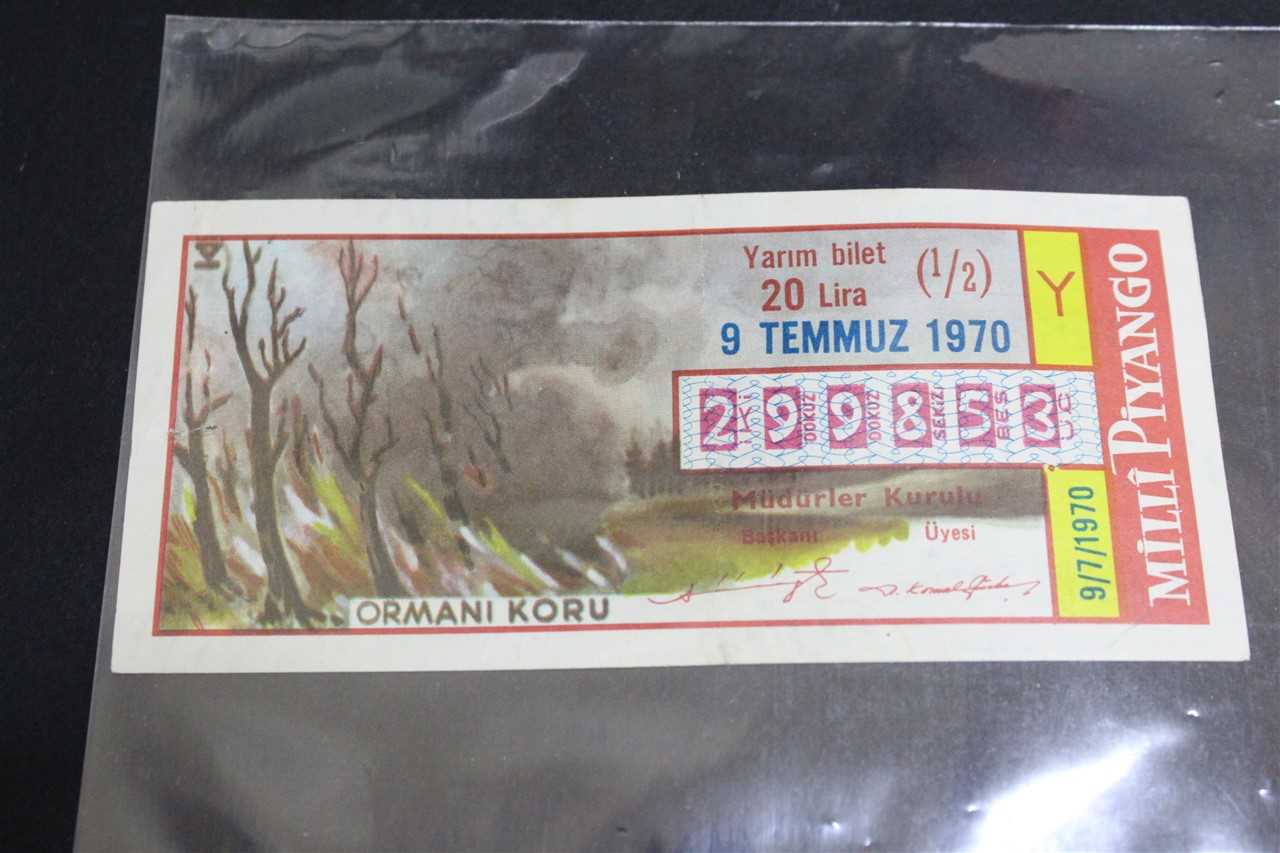 Yarım bilet (1/2)
20 Lira
9 TEMMUZ 1970
Y
2 9 9 8 5 3
İKİ DOKUZ DOKUZ SEKİZ BEŞ ÜÇ
Müdürler Kurulu
Başkanı Üyesi
9/7/1970
MİLLÎ PİYANGO
ORMANI KORU